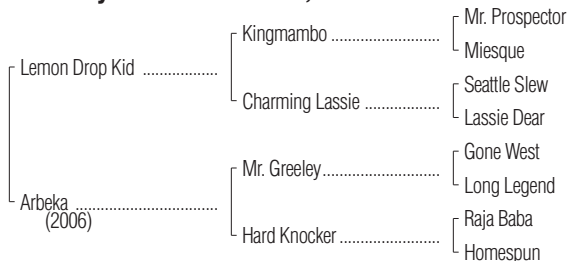 Mr. Prospector
Kingmambo ........................
Miesque
Lemon Drop Kid .................
Seattle Slew
Charming Lassie ................
Lassie Dear
Gone West
Mr. Greeley..........................
Long Legend
Arbeka ................................
(2006)
Raja Baba
Hard Knocker ......................
Homespun